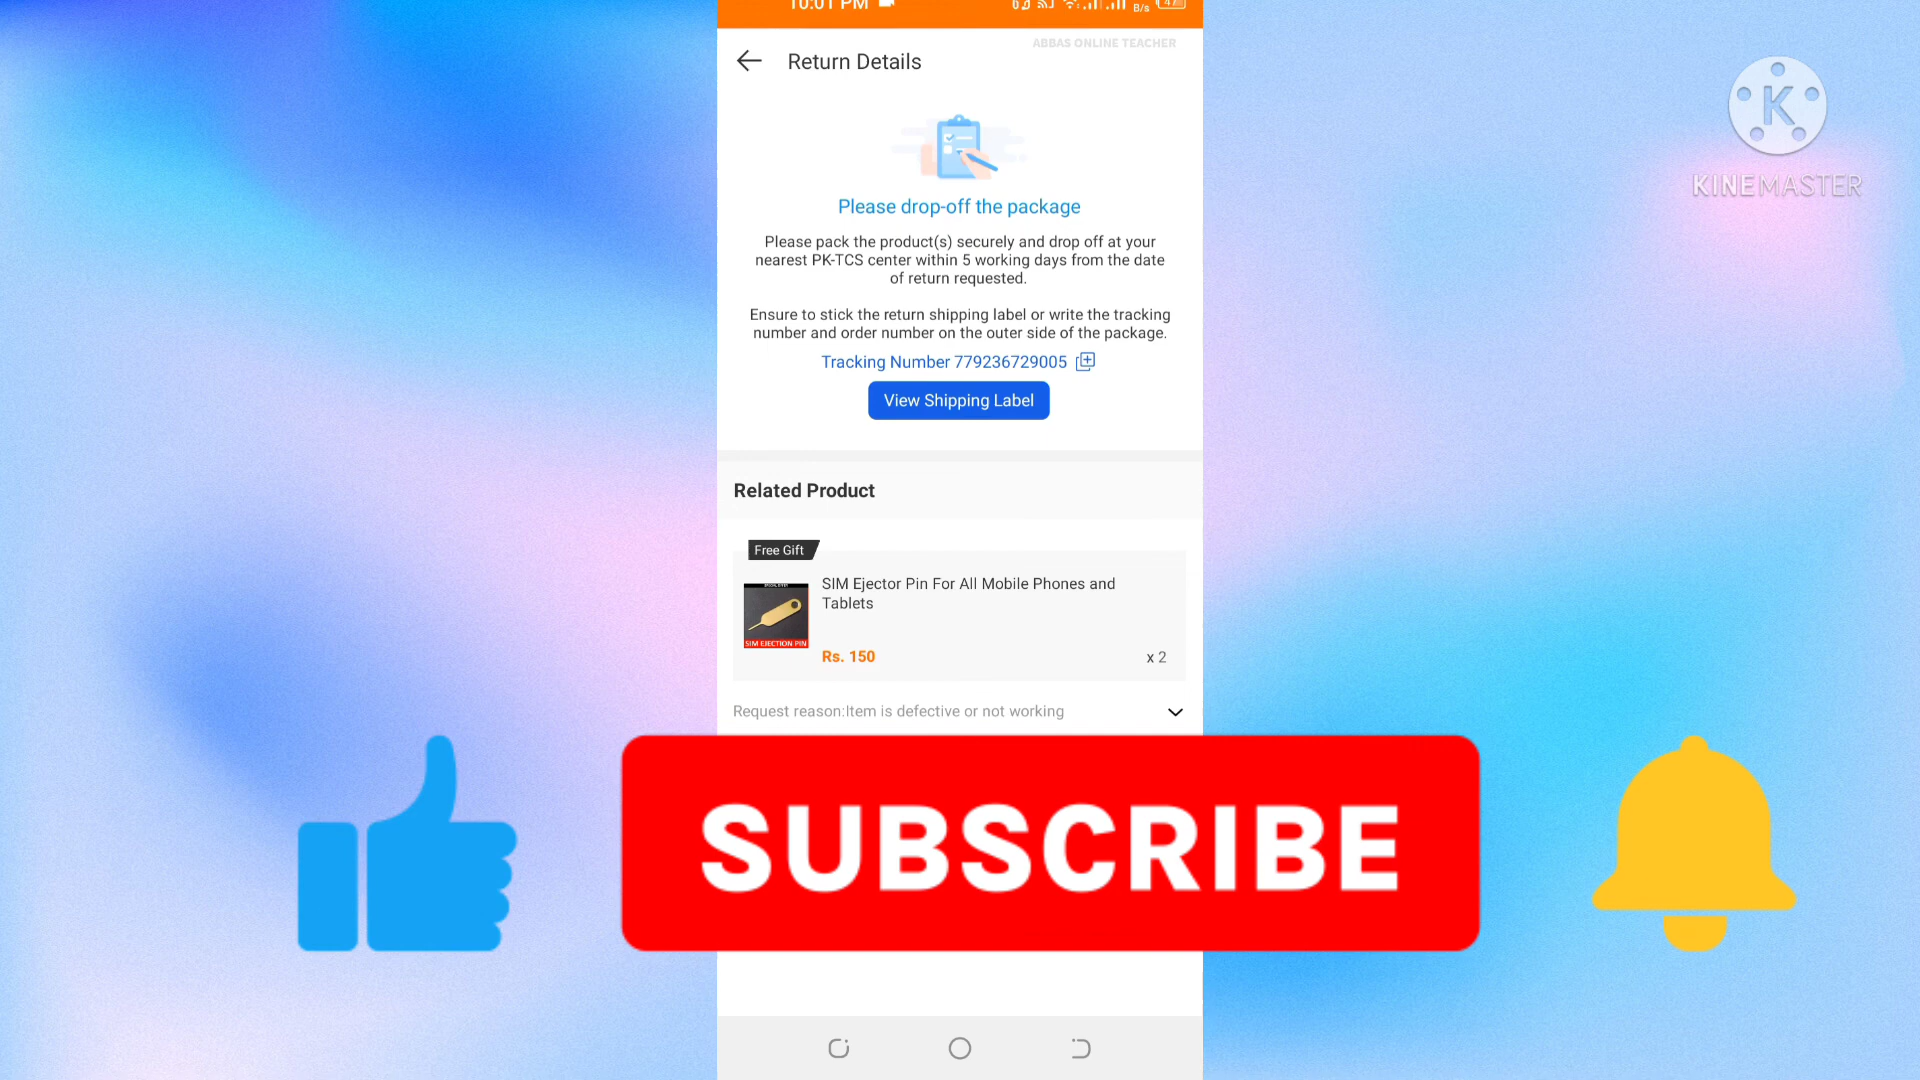 10:01 PM
B/s
ABBAS ONLINE TEACHER
Return Details
K
KINEMASTER
Please drop-off the package
Please pack the product(s) securely and drop off at your
nearest PK-TCS center within 5 working days from the date
of return requested.
Ensure to stick the return shipping label or write the tracking
number and order number on the outer side of the package.
Tracking Number 779236729005
View Shipping Label
Related Product
Free Gift
SIM Ejector Pin For All Mobile Phones and
Tablets
SIM EJECTION PIN
Rs. 150
x 2
Request reason:Item is defective or not working
SUBSCRIBE